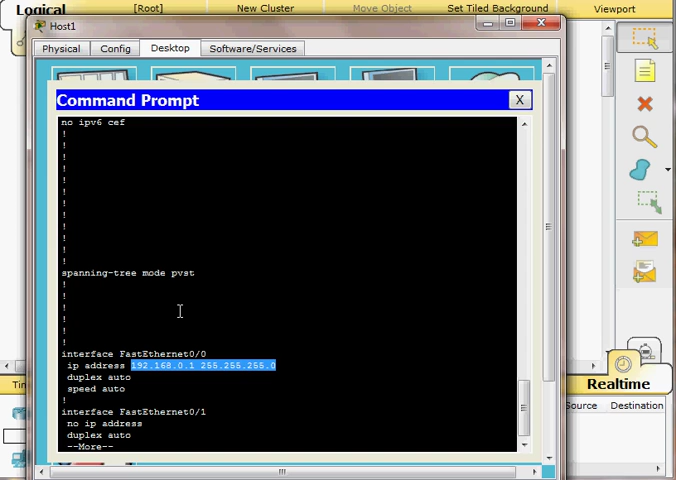 Logical
[Root]
New Cluster
Move Object
Set Tiled Background
Viewport
Host1
Physical
Config
Desktop
Software/Services
Command Prompt
X
no ipv6 cef
!
!
!
!
!
!
!
!
!
!
!
!
spanning-tree mode pvst
!
!
!
!
!
!
interface FastEthernet0/0
ip address 192.168.0.1 255.255.255.0
duplex auto
speed auto
!
interface FastEthernet0/1
no ip address
duplex auto
--More--
Realtime
Source
Destination